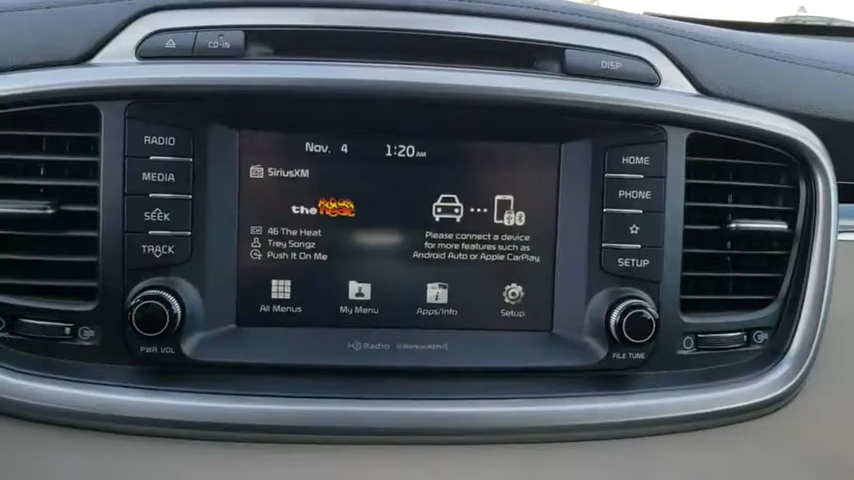 CD-IN
DISP
RADIO
MEDIA
SEEK
TRACK
PWR VOL
Nov. 4
1:20 AM
SiriusXM
the Heat
46 The Heat
Trey Songz
Push It On Me
Please connect a device
for more features such as
Android Auto or Apple CarPlay.
All Menus
My Menu
Apps/Info
Setup
HD Radio
SiriusXM
HOME
PHONE
SETUP
FILE TUNE